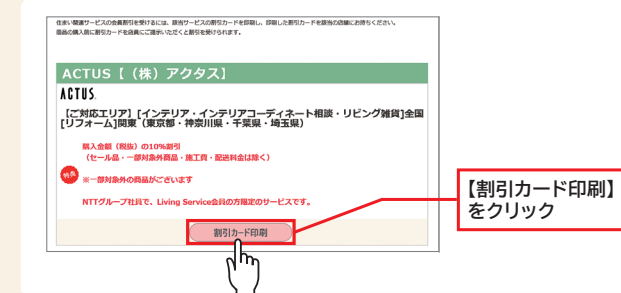 住まい関連サービスの会員割引を受けるには、該当サービスの割引カードを印刷し、印刷した割引カードを該当の店舗にお持ちください。
商品の購入前に割引カードを店員にご提示いただくと割引を受けられます。
ACTUS【（株）アクタス】
ACTUS.
【ご対応エリア】[インテリア・インテリアコーディネート相談・リビング雑貨]全国
[リフォーム]関東（東京都・神奈川県・千葉県・埼玉県）
購入金額（税抜）の10%割引
（セール品・一部対象外商品・施工費・配送料金は除く）
特典
※一部対象外の商品がございます
NTTグループ社員で、Living Service会員の方限定のサービスです。
割引カード印刷
【割引カード印刷】
をクリック